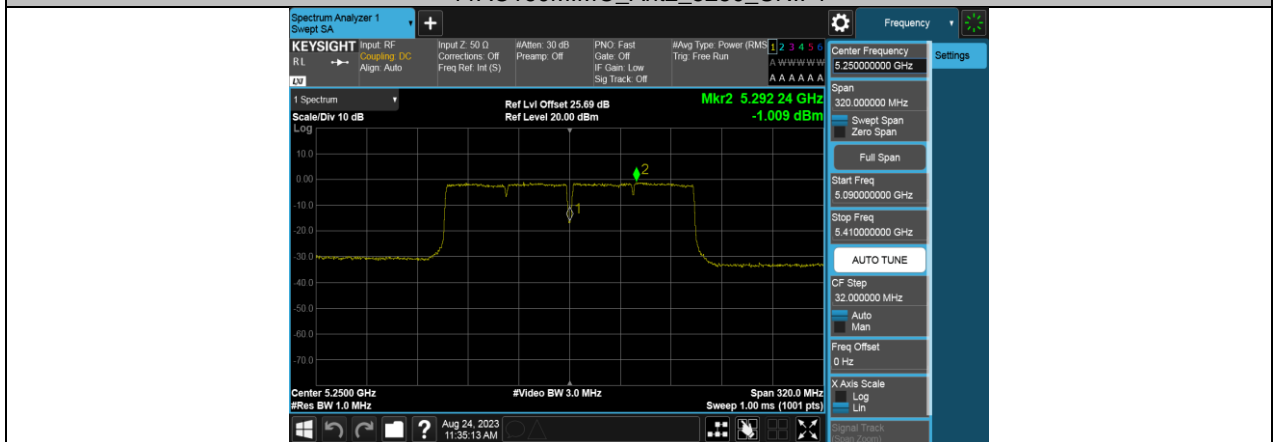 Spectrum Analyzer 1
Swept SA
Frequency
KEYSIGHT
RL
LXI
Input: RF
Coupling: DC
Align: Auto
Input Z: 50 Ω
Corrections: Off
Freq Ref: Int (S)
#Atten: 30 dB
Preamp: Off
PNO: Fast
Gate: Off
IF Gain: Low
Sig Track: Off
#Avg Type: Power (RMS
Trig: Free Run
1 2 3 4 5 6
A W W W W W
A A A A A A
1 Spectrum
Scale/Div 10 dB
Log
Ref Lvl Offset 25.69 dB
Ref Level 20.00 dBm
Mkr2 5.292 24 GHz
-1.009 dBm
10.0
0.00
-10.0
-20.0
-30.0
-40.0
-50.0
-60.0
-70.0
1
2
Center 5.2500 GHz
#Res BW 1.0 MHz
#Video BW 3.0 MHz
Span 320.0 MHz
Sweep 1.00 ms (1001 pts)
Aug 24, 2023
11:35:13 AM
Center Frequency
5.250000000 GHz
Settings
Span
320.000000 MHz
Swept Span
Zero Span
Full Span
Start Freq
5.090000000 GHz
Stop Freq
5.410000000 GHz
AUTO TUNE
CF Step
32.000000 MHz
Auto
Man
Freq Offset
0 Hz
X Axis Scale
Log
Lin
Signal Track
(Span Zoom)